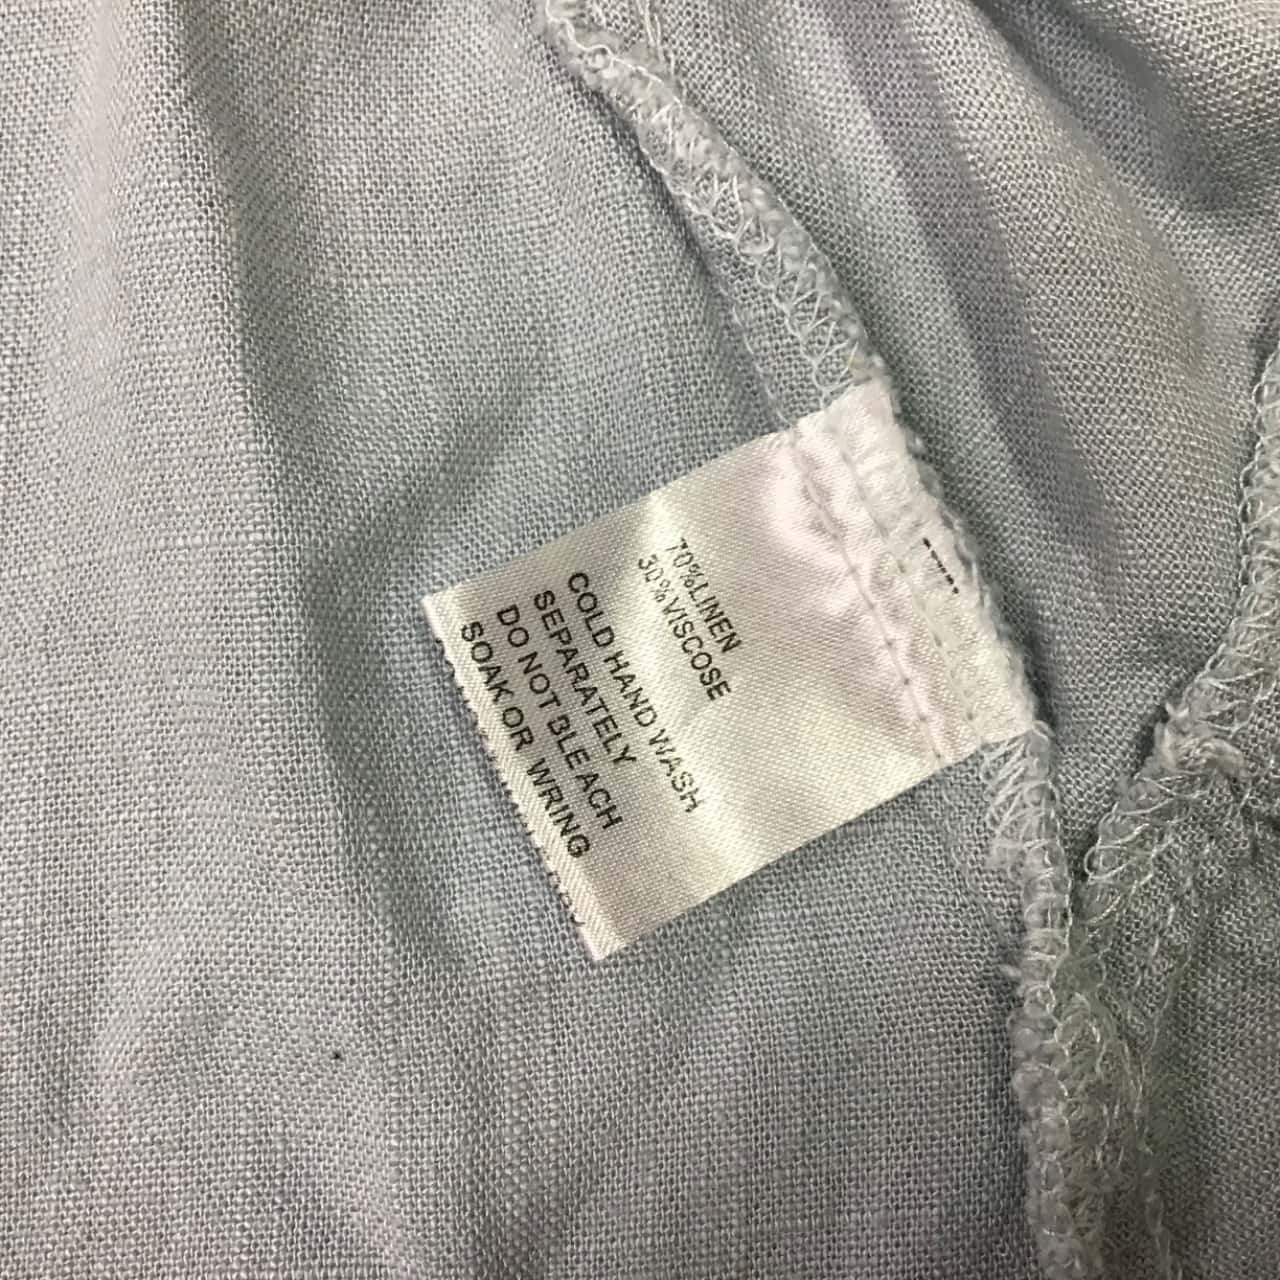 70%LINEN
30%VISCOSE
COLD HAND WASH
SEPARATELY
DO NOT BLEACH
SOAK OR WRING